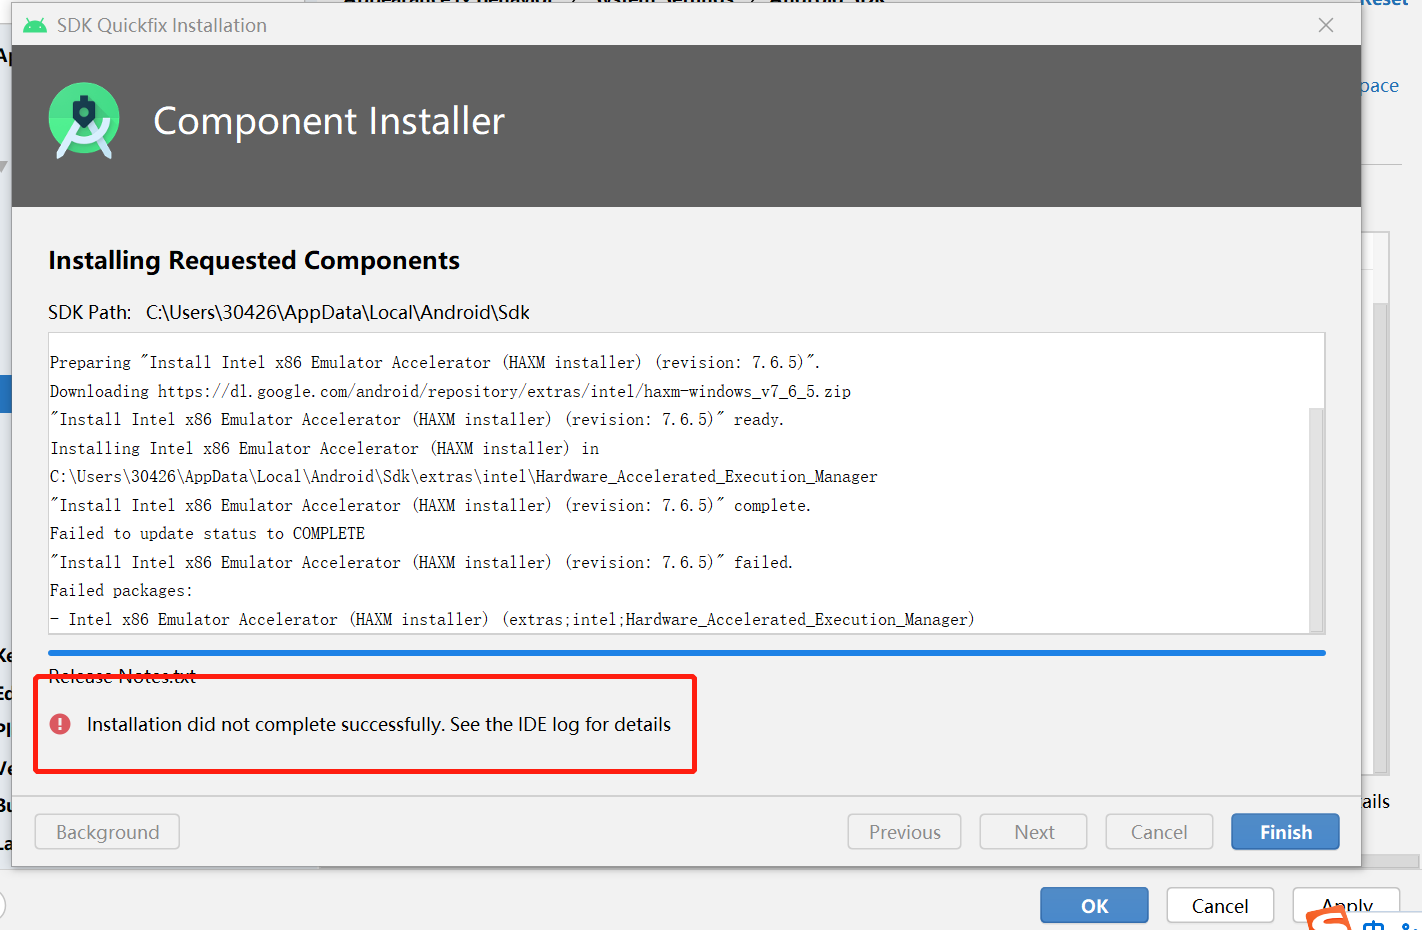 SDK Quickfix Installation
Component Installer
pace
Installing Requested Components
SDK Path: C:\Users\30426\AppData\Local\Android\Sdk
Preparing "Install Intel x86 Emulator Accelerator (HAXM installer) (revision: 7.6.5)".
Downloading https://dl.google.com/android/repository/extras/intel/haxm-windows_v7_6_5.zip
"Install Intel x86 Emulator Accelerator (HAXM installer) (revision: 7.6.5)" ready.
Installing Intel x86 Emulator Accelerator (HAXM installer) in
C:\Users\30426\AppData\Local\Android\Sdk\extras\intel\Hardware_Accelerated_Execution_Manager
"Install Intel x86 Emulator Accelerator (HAXM installer) (revision: 7.6.5)" complete.
Failed to update status to COMPLETE
"Install Intel x86 Emulator Accelerator (HAXM installer) (revision: 7.6.5)" failed.
Failed packages:
- Intel x86 Emulator Accelerator (HAXM installer) (extras;intel;Hardware_Accelerated_Execution_Manager)
Release Notes.txt
Installation did not complete successfully. See the IDE log for details
ails
Background Previous Next Cancel Finish
OK Cancel Apply